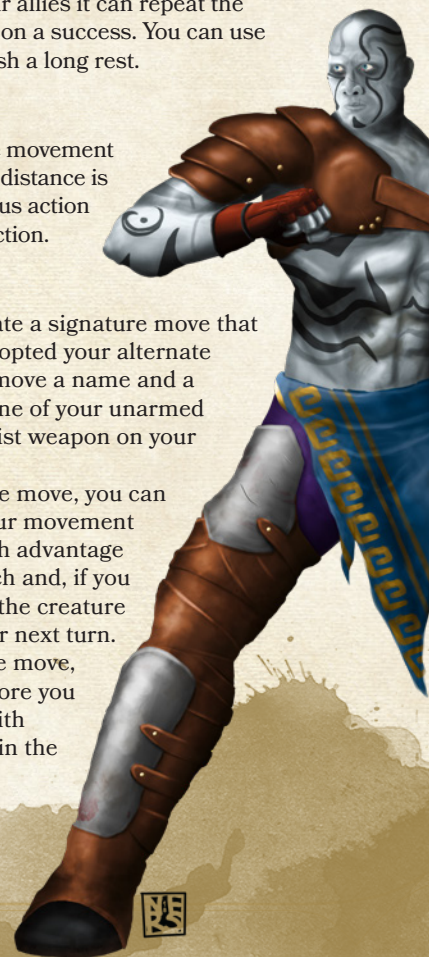 r allies it can repeat the
on a success. You can use
sh a long rest.
movement
distance is
us action
ction.
ate a signature move that
opted your alternate
move a name and a
ne of your unarmed
ist weapon on your
e move, you can
ur movement
h advantage
ch and, if you
the creature
r next turn.
e move,
ore you
ith
in the